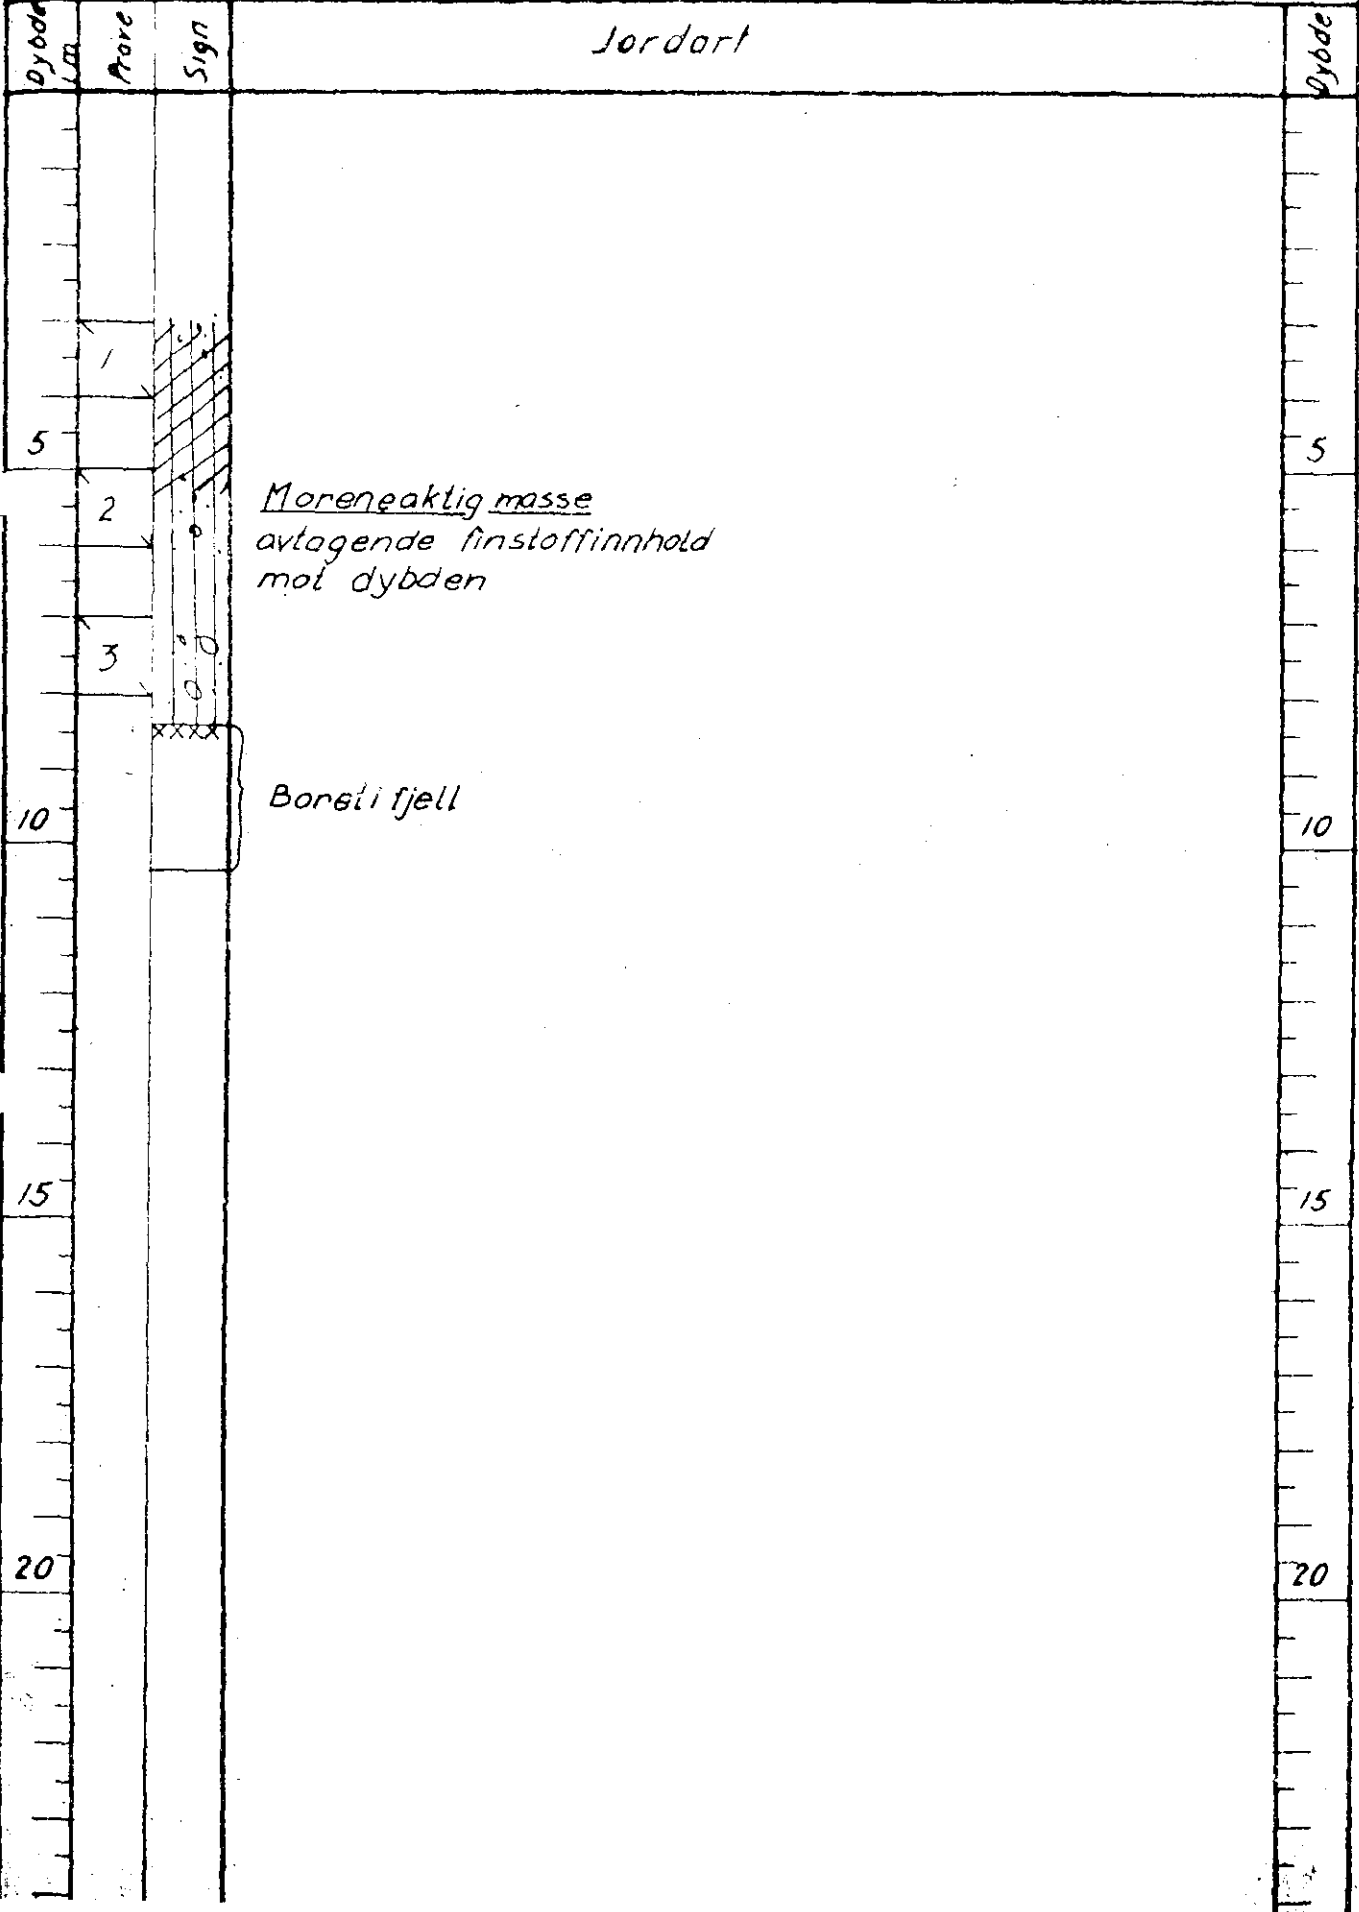 Dybde i m Prøve Sign Jordart Dybde
1
5 5
2 Moreneaktig masse
avtagende finstoffinnhold
mot dybden
3
Boret i fjell
10 10
15 15
20 20